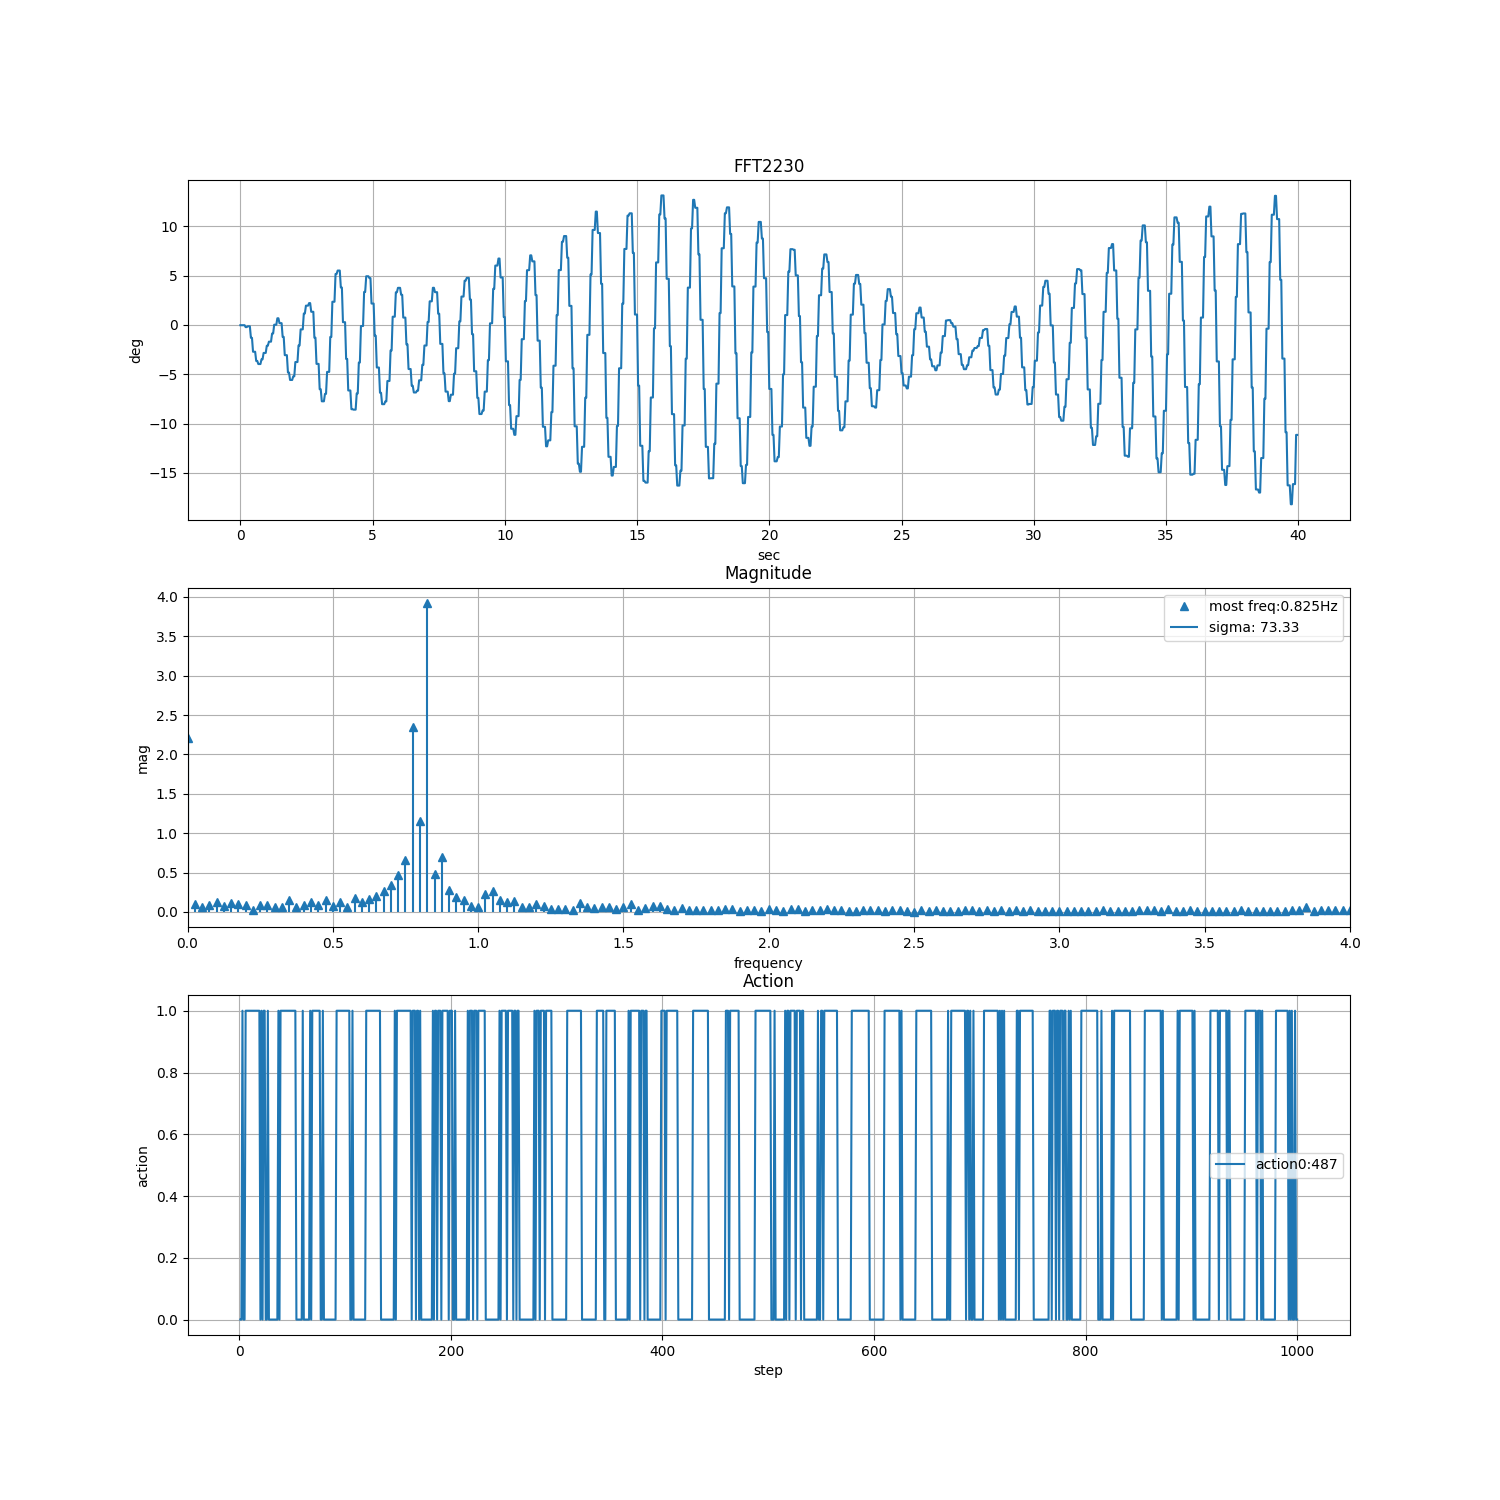 FFT2230
deg
10
5
0
−5
−10
−15
0 5 10 15 20 25 30 35 40
sec
Magnitude
most freq:0.825Hz
sigma: 73.33
mag
4.0
3.5
3.0
2.5
2.0
1.5
1.0
0.5
0.0
0.0 0.5 1.0 1.5 2.0 2.5 3.0 3.5 4.0
frequency
Action
action
1.0
0.8
0.6
0.4
0.2
0.0
action0:487
0 200 400 600 800 1000
step